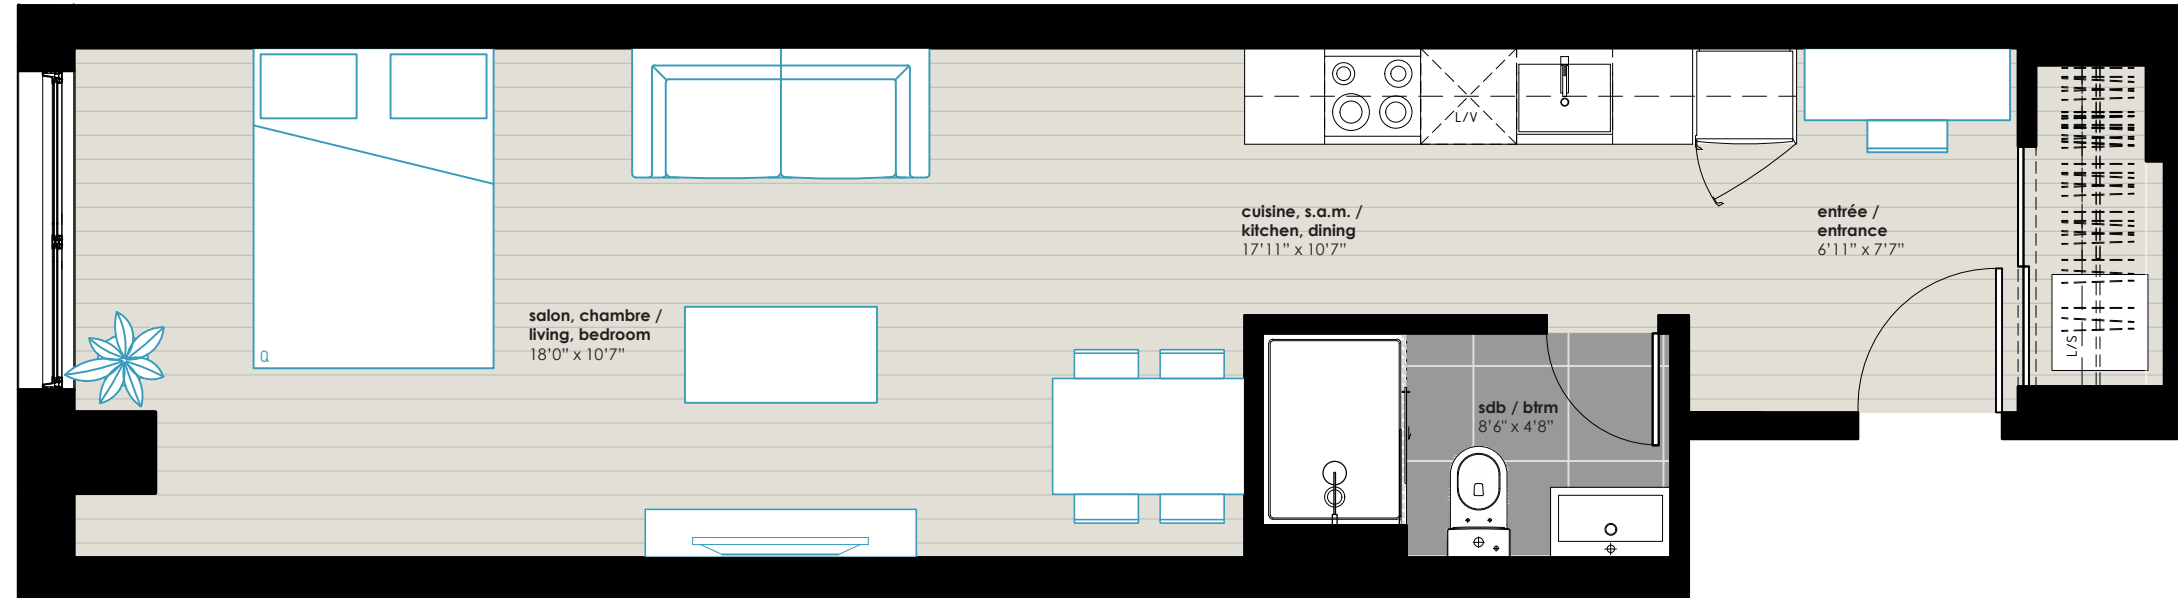 L/V
cuisine, s.a.m. /
kitchen, dining
17’11” x 10’7”
entrée /
entrance
6’11” x 7’7”
salon, chambre /
living, bedroom
18’0” x 10’7”
Q
L/S
sdb / btrm
8’6” x 4’8”